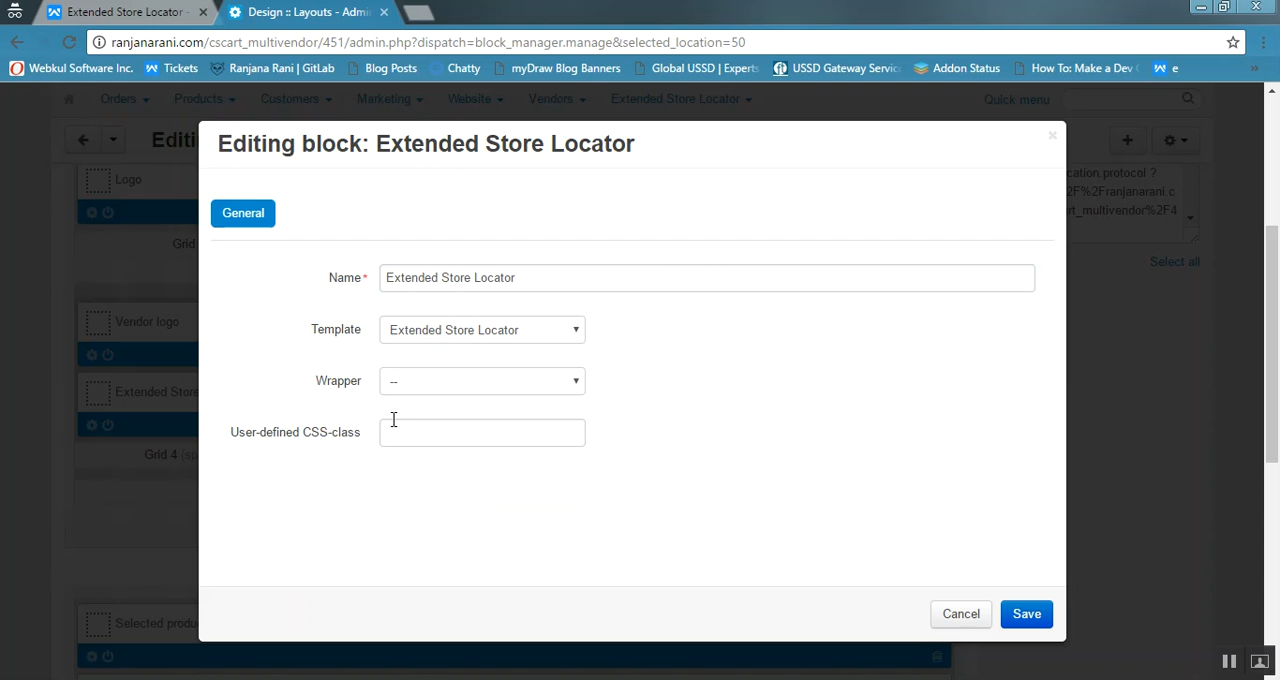 Extended Store Locator -
Design :: Layouts - Admi
ranjanarani.com/cscart_multivendor/451/admin.php?dispatch=block_manager.manage&selected_location=50
Webkul Software Inc. Tickets Ranjana Rani | GitLab Blog Posts Chatty myDraw Blog Banners Global USSD | Experts USSD Gateway Servic Addon Status How To: Make a Dev e »
Orders Products Customers Marketing Website Vendors Extended Store Locator Quick menu
Editi
Editing block: Extended Store Locator
×
Logo
cation.protocol ?
2F%2Franjanarani.c
rt_multivendor%2F4
General
Grid
Select all
Name* Extended Store Locator
Vendor logo
Template Extended Store Locator
Wrapper --
Extended Store
User-defined CSS-class
Grid 4 (sp
Cancel Save
Selected produ